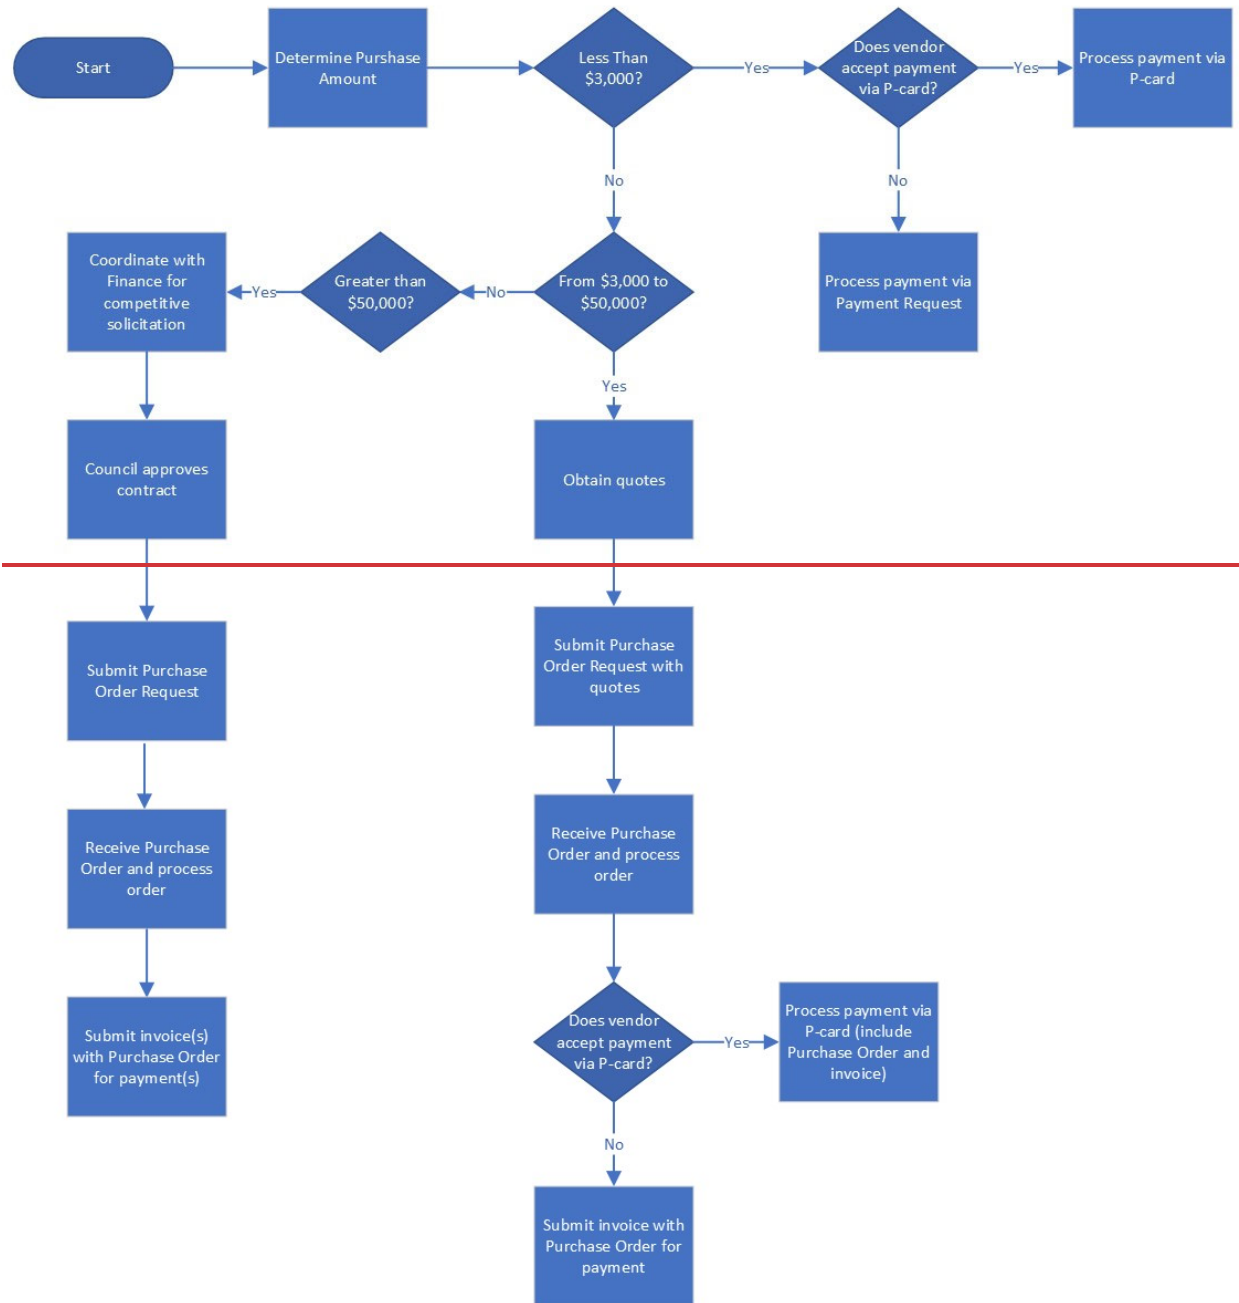 Start
Determine Purshase
Amount
Less Than
$3,000?
Yes
Does vendor
accept payment
via P-card?
Yes
Process payment via
P-card
No
No
Coordinate with
Finance for
competitive
solicitation
Yes
Greater than
$50,000?
No
From $3,000 to
$50,000?
Process payment via
Payment Request
Yes
Council approves
contract
Obtain quotes
Submit Purchase
Order Request
Submit Purchase
Order Request with
quotes
Receive Purchase
Order and process
order
Receive Purchase
Order and process
order
Submit invoice(s)
with Purchase Order
for payment(s)
Does vendor
accept payment
via P-card?
Yes
Process payment via
P-card (include
Purchase Order and
invoice)
No
Submit invoice with
Purchase Order for
payment